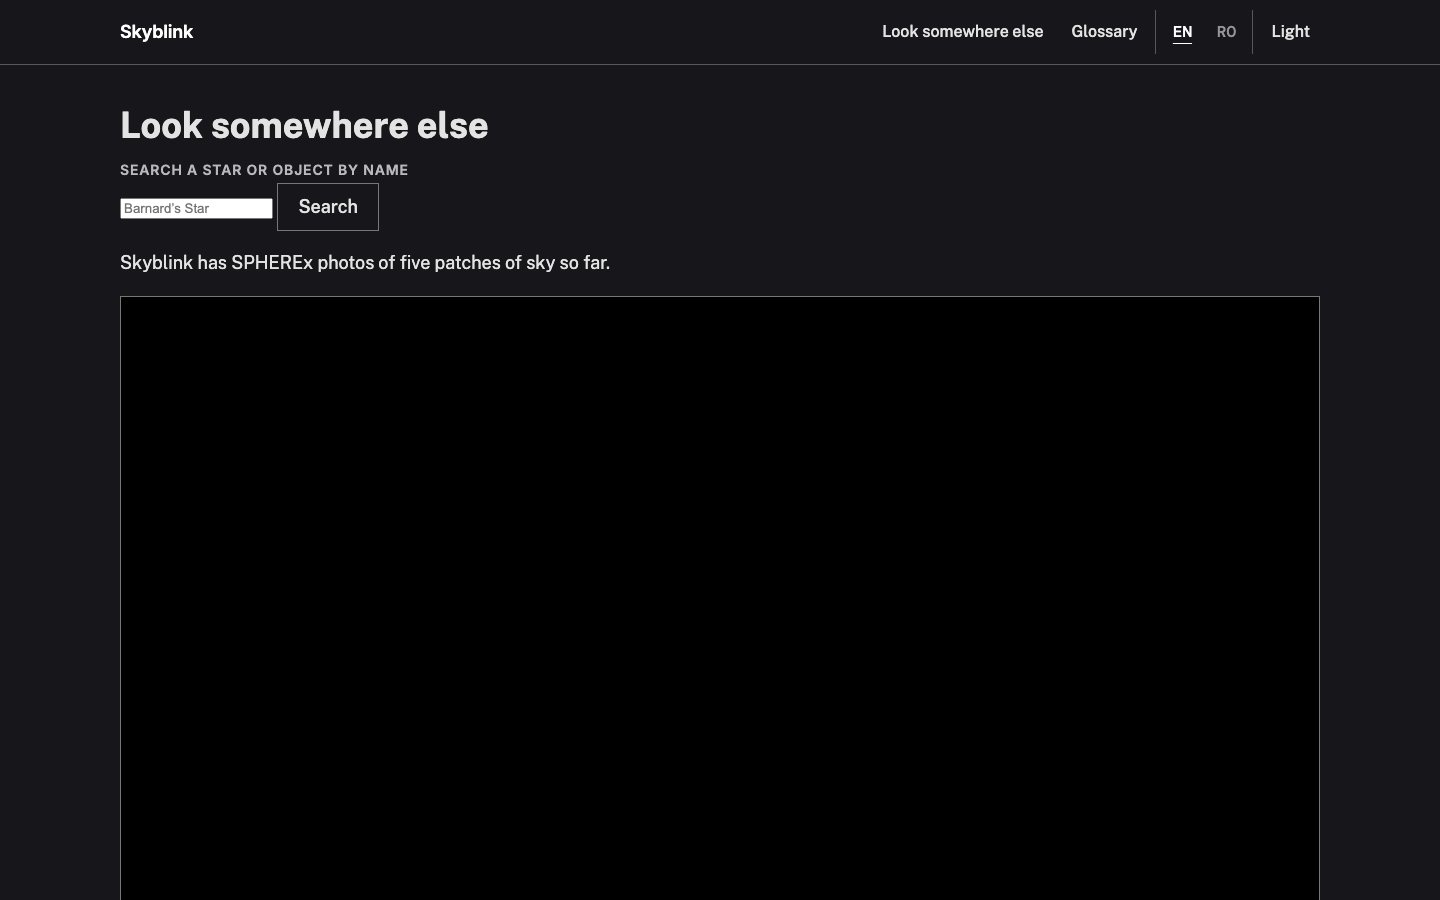 Skyblink
Look somewhere else
Glossary
EN
RO
Light
Look somewhere else
SEARCH A STAR OR OBJECT BY NAME
Barnard's Star
Search
Skyblink has SPHEREx photos of five patches of sky so far.